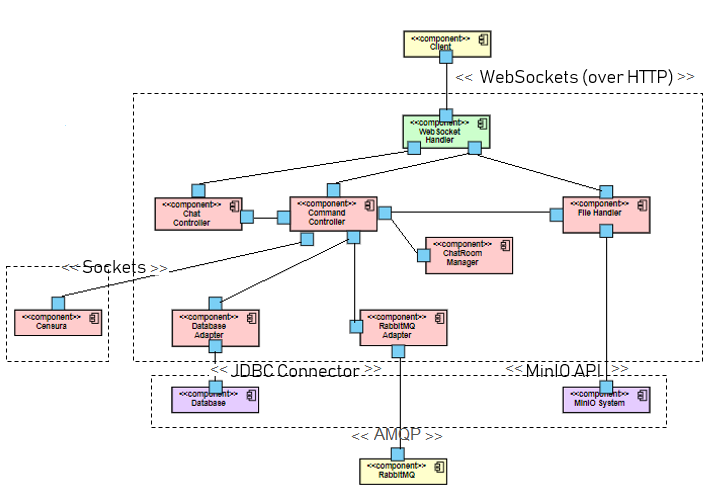 <<component>>
Client
<< WebSockets (over HTTP) >>
<<component>>
WebSocket
Handler
<<component>>
Chat
Controller
<<component>>
Command
Controller
<<component>>
File Handler
<<component>>
ChatRoom
Manager
<< Sockets >>
<<component>>
Censura
<<component>>
Database
Adapter
<<component>>
RabbitMQ
Adapter
<< JDBC Connector >>
<< MinIO API >>
<<component>>
Database
<<component>>
MinIO System
<< AMQP >>
<<component>>
RabbitMQ